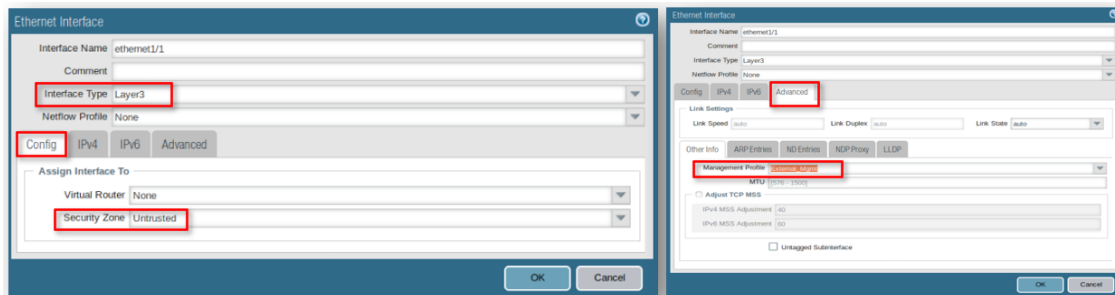 Ethernet Interface
Interface Name ethernet1/1
Comment
Interface Type Layer3
Netflow Profile None
Config IPv4 IPv6 Advanced
Assign Interface To
Virtual Router None
Security Zone Untrusted
OK Cancel
Ethernet Interface
Interface Name ethernet1/1
Comment
Interface Type Layer3
Netflow Profile None
Config IPv4 IPv6 Advanced
Link Settings
Link Speed auto Link Duplex auto Link State auto
Other Info ARP Entries ND Entries NDP Proxy LLDP
Management Profile External_Mgmt
MTU [576 - 1500]
Adjust TCP MSS
IPv4 MSS Adjustment 40
IPv6 MSS Adjustment 60
Untagged Subinterface
OK Cancel